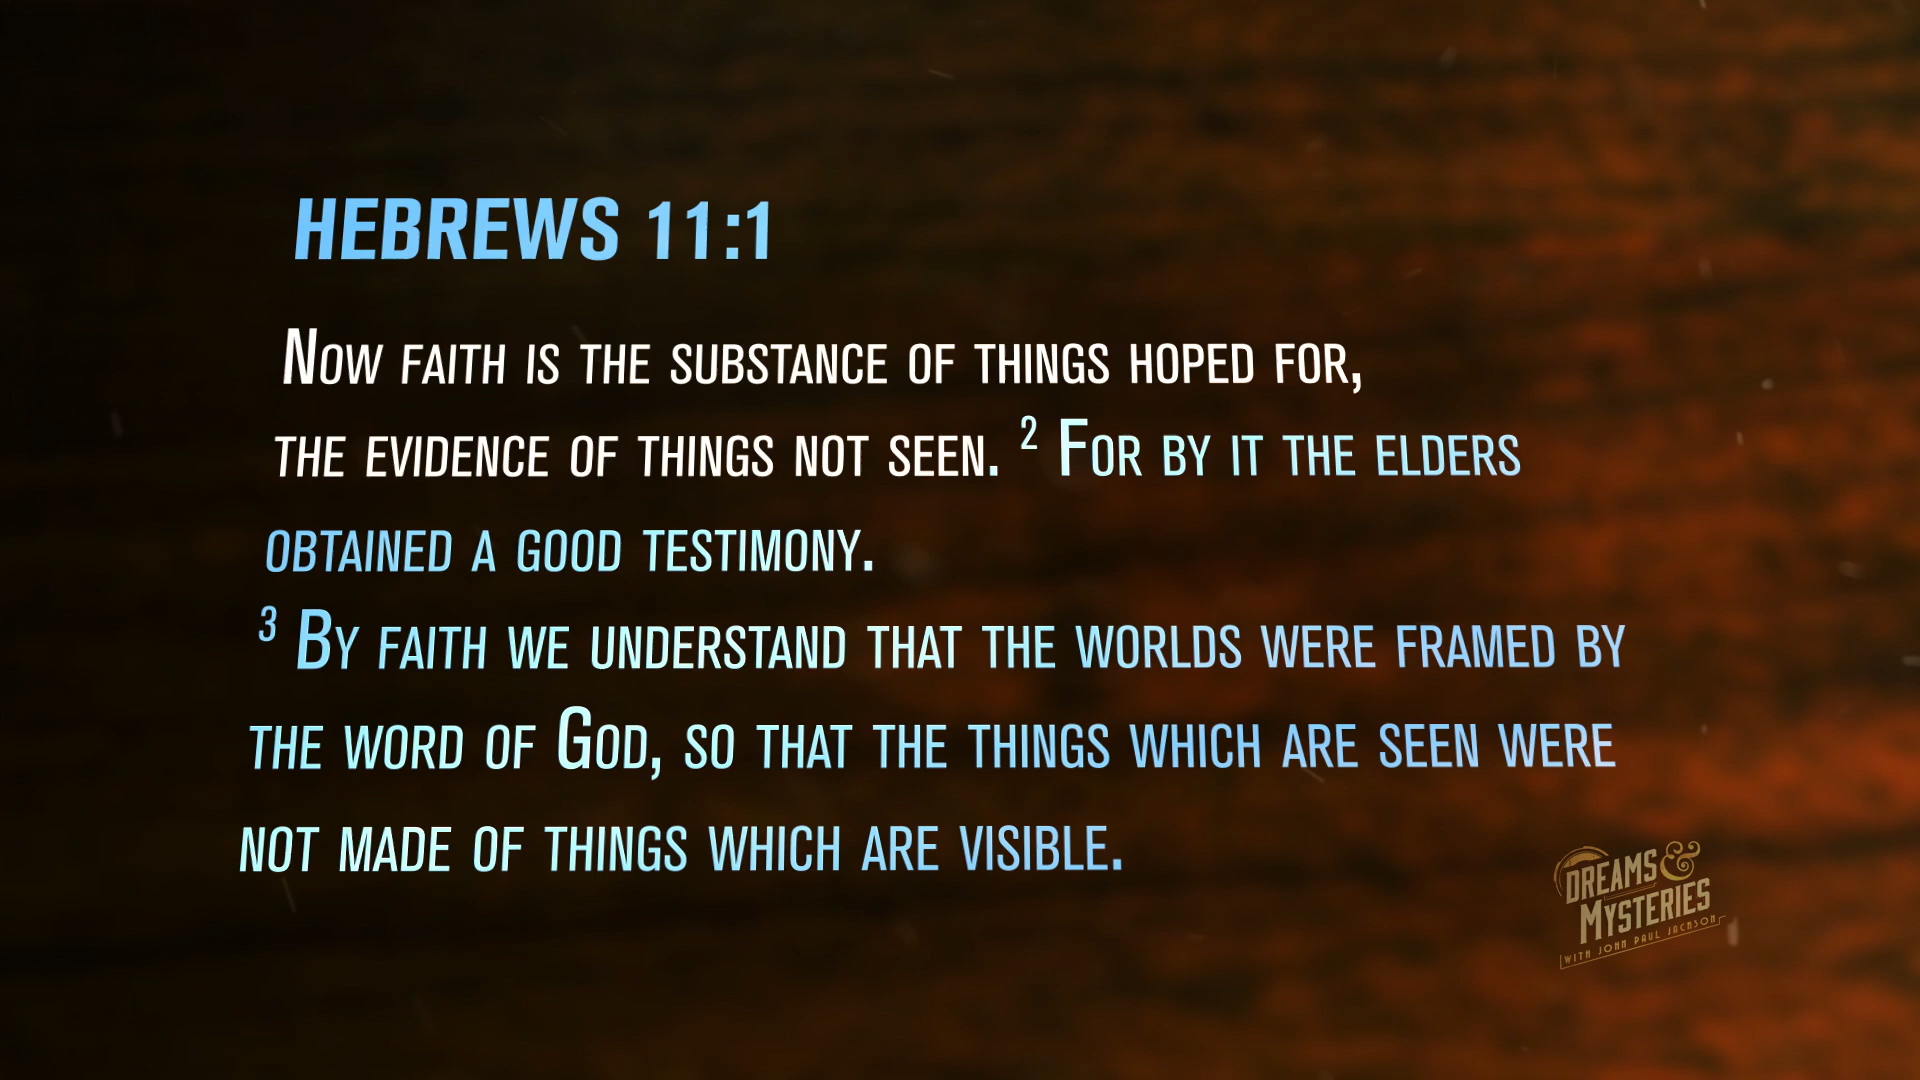 HEBREWS 11:1
NOW FAITH IS THE SUBSTANCE OF THINGS HOPED FOR,
THE EVIDENCE OF THINGS NOT SEEN. ² FOR BY IT THE ELDERS
OBTAINED A GOOD TESTIMONY.
³ BY FAITH WE UNDERSTAND THAT THE WORLDS WERE FRAMED BY
THE WORD OF GOD, SO THAT THE THINGS WHICH ARE SEEN WERE
NOT MADE OF THINGS WHICH ARE VISIBLE.
DREAMS &
MYSTERIES
WITH JOHN PAUL JACKSON